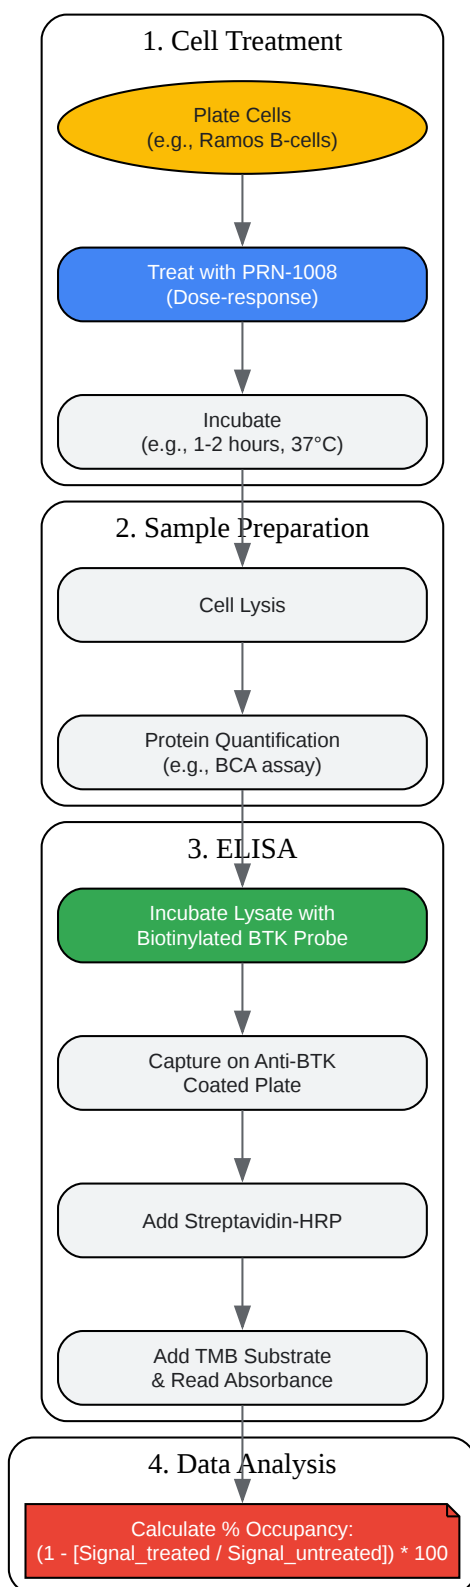 1. Cell Treatment
Plate Cells
(e.g., Ramos B-cells)
Treat with PRN-1008
(Dose-response)
Incubate
(e.g., 1-2 hours, 37°C)
2. Sample Preparation
Cell Lysis
Protein Quantification
(e.g., BCA assay)
3. ELISA
Incubate Lysate with
Biotinylated BTK Probe
Capture on Anti-BTK
Coated Plate
Add Streptavidin-HRP
Add TMB Substrate
& Read Absorbance
4. Data Analysis
Calculate % Occupancy:
(1 - [Signal_treated / Signal_untreated]) * 100